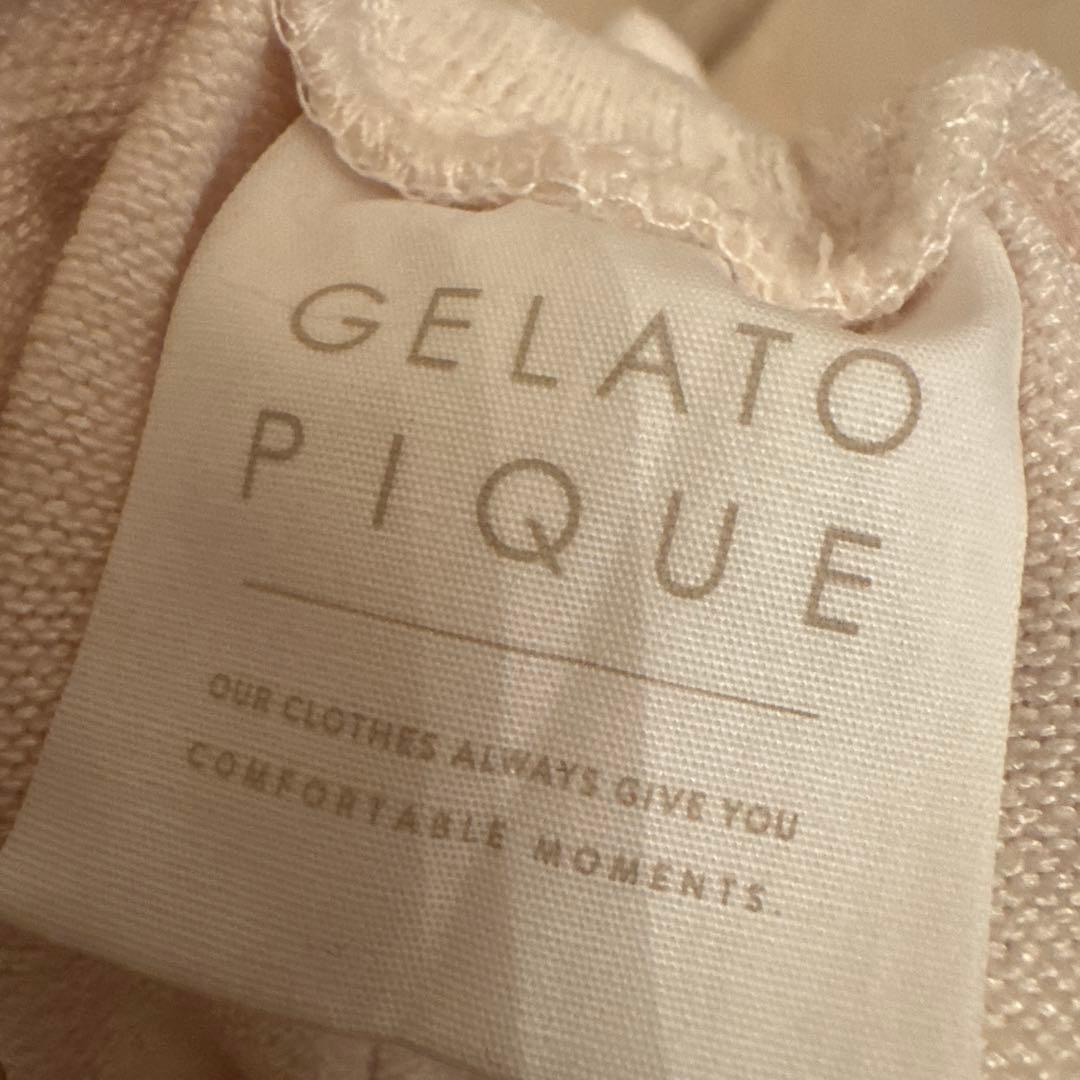 GELATO
PIQUE
OUR CLOTHES ALWAYS GIVE YOU
COMFORTABLE MOMENTS.